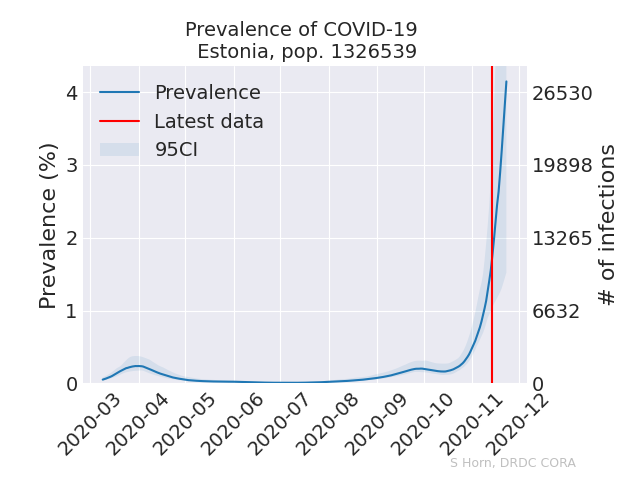 Prevalence of COVID-19
Estonia, pop. 1326539
Prevalence
Latest data
95CI
Prevalence (%)
4
3
2
1
0
26530
19898
13265
6632
0
# of infections
2020-03
2020-04
2020-05
2020-06
2020-07
2020-08
2020-09
2020-10
2020-11
2020-12
S Horn, DRDC CORA